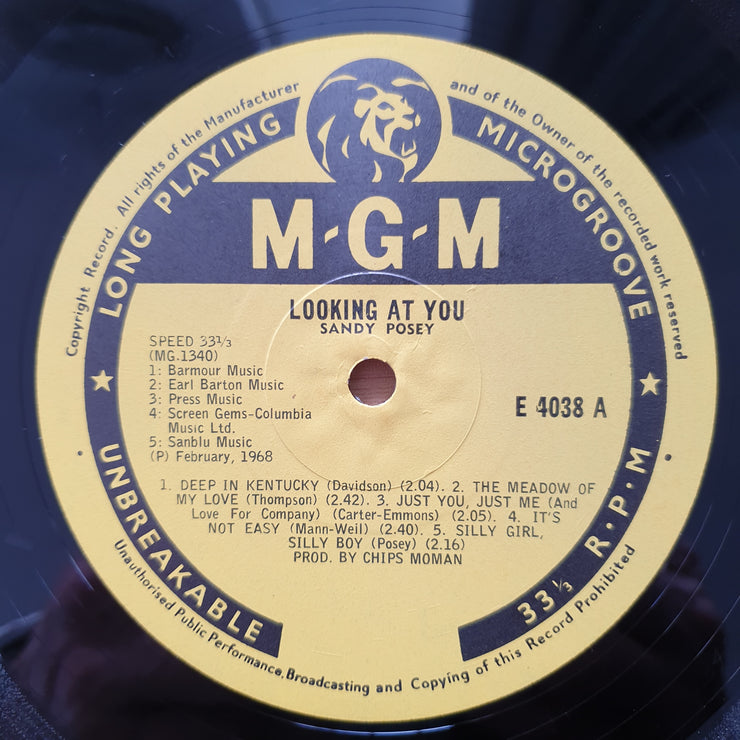 Copyright Record. All rights of the Manufacturer and of the Owner of the recorded work reserved
LONG PLAYING MICROGROOVE
M-G-M
LOOKING AT YOU
SANDY POSEY
SPEED 33⅓
(MG.1340)
1: Barmour Music
2: Earl Barton Music
3: Press Music
4: Screen Gems-Columbia
Music Ltd.
5: Sanblu Music
(P) February, 1968
E 4038 A
1. DEEP IN KENTUCKY (Davidson) (2.04). 2. THE MEADOW OF
MY LOVE (Thompson) (2.42). 3. JUST YOU, JUST ME (And
Love For Company) (Carter-Emmons) (2.05). 4. IT'S
NOT EASY (Mann-Weil) (2.40). 5. SILLY GIRL,
SILLY BOY (Posey) (2.16)
PROD. BY CHIPS MOMAN
UNBREAKABLE
33⅓ R·P·M
Unauthorised Public Performance, Broadcasting and Copying of this Record Prohibited